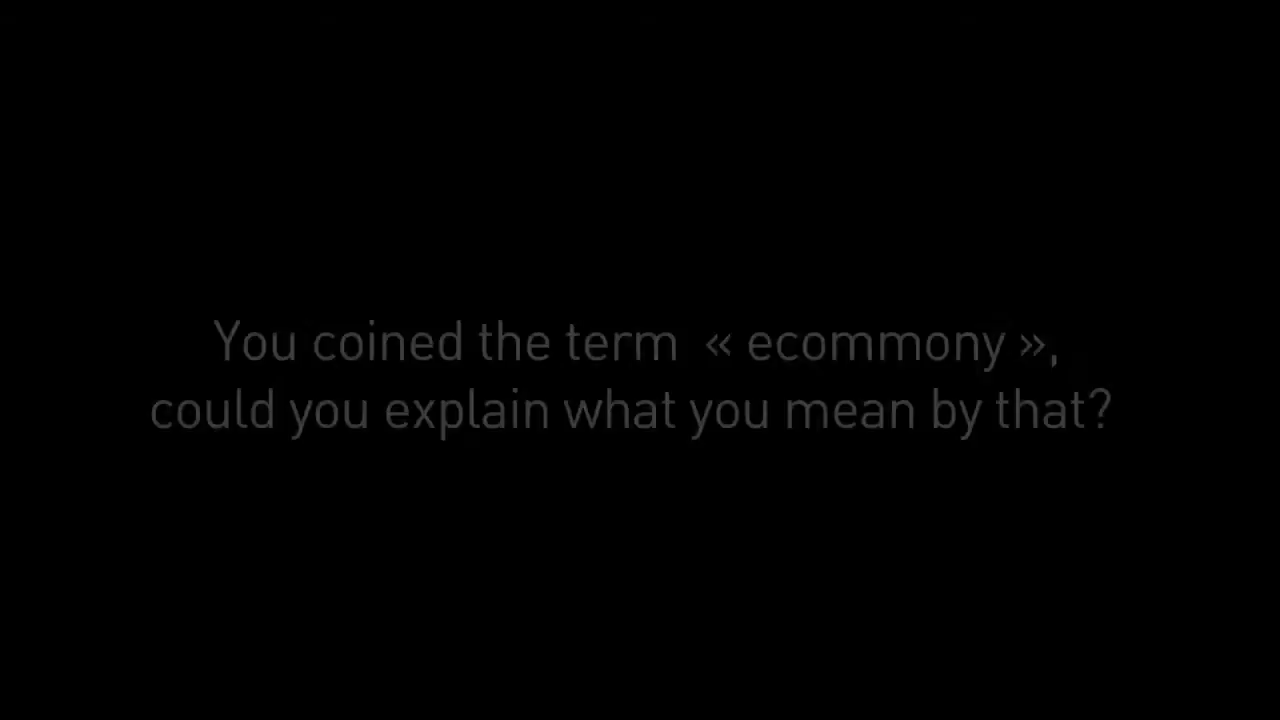 You coined the term « ecommony »,
could you explain what you mean by that?